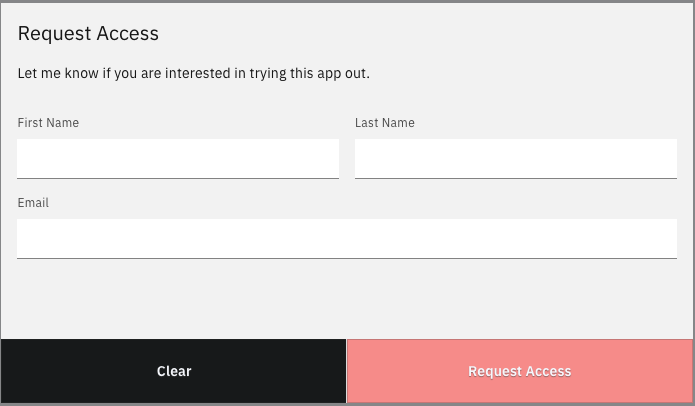 Request Access
Let me know if you are interested in trying this app out.
First Name
Last Name
Email
Clear
Request Access